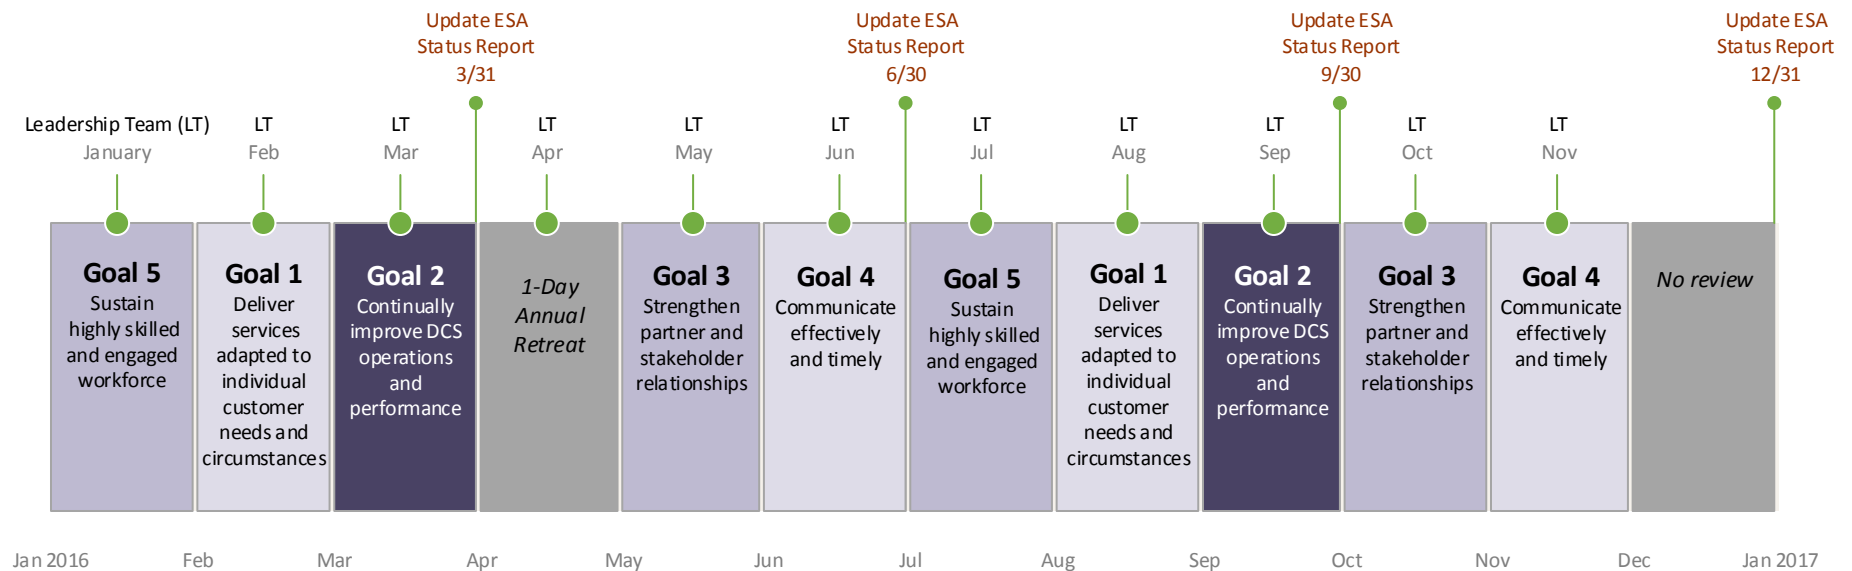 Update ESA
Status Report
3/31
Update ESA
Status Report
6/30
Update ESA
Status Report
9/30
Update ESA
Status Report
12/31
Leadership Team (LT)
January
LT
Feb
LT
Mar
LT
Apr
LT
May
LT
Jun
LT
Jul
LT
Aug
LT
Sep
LT
Oct
LT
Nov
Goal 5
Sustain
highly skilled
and engaged
workforce
Goal 1
Deliver
services
adapted to
individual
customer
needs and
circumstances
Goal 2
Continually
improve DCS
operations
and
performance
1-Day
Annual
Retreat
Goal 3
Strengthen
partner and
stakeholder
relationships
Goal 4
Communicate
effectively
and timely
Goal 5
Sustain
highly skilled
and engaged
workforce
Goal 1
Deliver
services
adapted to
individual
customer
needs and
circumstances
Goal 2
Continually
improve DCS
operations
and
performance
Goal 3
Strengthen
partner and
stakeholder
relationships
Goal 4
Communicate
effectively
and timely
No review
Jan 2016
Feb
Mar
Apr
May
Jun
Jul
Aug
Sep
Oct
Nov
Dec
Jan 2017